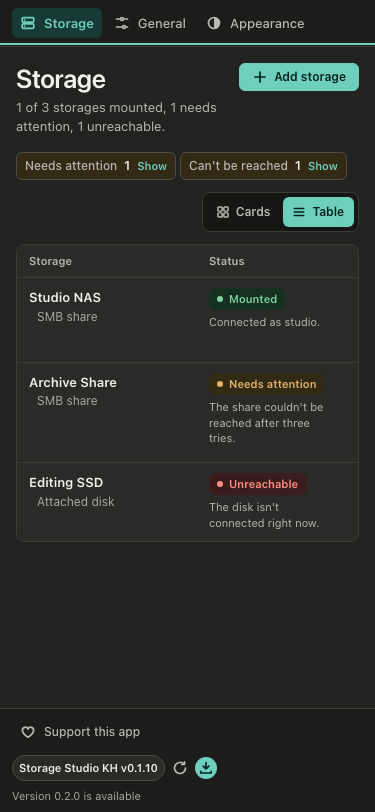 Storage General Appearance
Storage
Add storage
1 of 3 storages mounted, 1 needs
attention, 1 unreachable.
Needs attention 1 Show Can't be reached 1 Show
Cards Table
Storage Status
Studio NAS Mounted
SMB share Connected as studio.
Archive Share Needs attention
SMB share The share couldn't be
reached after three
tries.
Editing SSD Unreachable
Attached disk The disk isn't
connected right now.
Support this app
Storage Studio KH v0.1.10
Version 0.2.0 is available